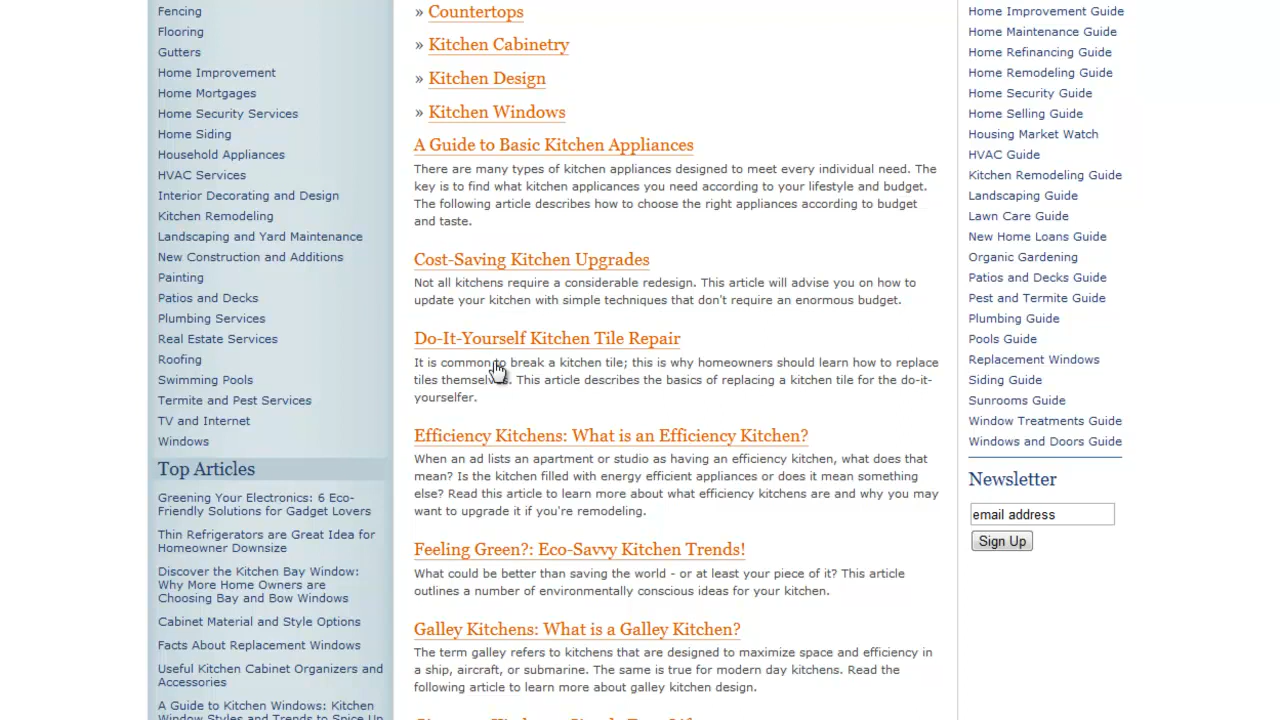 Fencing
Flooring
Gutters
Home Improvement
Home Mortgages
Home Security Services
Home Siding
Household Appliances
HVAC Services
Interior Decorating and Design
Kitchen Remodeling
Landscaping and Yard Maintenance
New Construction and Additions
Painting
Patios and Decks
Plumbing Services
Real Estate Services
Roofing
Swimming Pools
Termite and Pest Services
TV and Internet
Windows
Top Articles
Greening Your Electronics: 6 Eco-
Friendly Solutions for Gadget Lovers
Thin Refrigerators are Great Idea for
Homeowner Downsize
Discover the Kitchen Bay Window:
Why More Home Owners are
Choosing Bay and Bow Windows
Cabinet Material and Style Options
Facts About Replacement Windows
Useful Kitchen Cabinet Organizers and
Accessories
A Guide to Kitchen Windows: Kitchen
Window Styles and Trends to Spice Up
» Countertops
» Kitchen Cabinetry
» Kitchen Design
» Kitchen Windows
A Guide to Basic Kitchen Appliances
There are many types of kitchen appliances designed to meet every individual need. The
key is to find what kitchen applicances you need according to your lifestyle and budget.
The following article describes how to choose the right appliances according to budget
and taste.
Cost-Saving Kitchen Upgrades
Not all kitchens require a considerable redesign. This article will advise you on how to
update your kitchen with simple techniques that don't require an enormous budget.
Do-It-Yourself Kitchen Tile Repair
It is common to break a kitchen tile; this is why homeowners should learn how to replace
tiles themselves. This article describes the basics of replacing a kitchen tile for the do-it-
yourselfer.
Efficiency Kitchens: What is an Efficiency Kitchen?
When an ad lists an apartment or studio as having an efficiency kitchen, what does that
mean? Is the kitchen filled with energy efficient appliances or does it mean something
else? Read this article to learn more about what efficiency kitchens are and why you may
want to upgrade it if you're remodeling.
Feeling Green?: Eco-Savvy Kitchen Trends!
What could be better than saving the world - or at least your piece of it? This article
outlines a number of environmentally conscious ideas for your kitchen.
Galley Kitchens: What is a Galley Kitchen?
The term galley refers to kitchens that are designed to maximize space and efficiency in
a ship, aircraft, or submarine. The same is true for modern day kitchens. Read the
following article to learn more about galley kitchen design.
Home Improvement Guide
Home Maintenance Guide
Home Refinancing Guide
Home Remodeling Guide
Home Security Guide
Home Selling Guide
Housing Market Watch
HVAC Guide
Kitchen Remodeling Guide
Landscaping Guide
Lawn Care Guide
New Home Loans Guide
Organic Gardening
Patios and Decks Guide
Pest and Termite Guide
Plumbing Guide
Pools Guide
Replacement Windows
Siding Guide
Sunrooms Guide
Window Treatments Guide
Windows and Doors Guide
Newsletter
email address
Sign Up